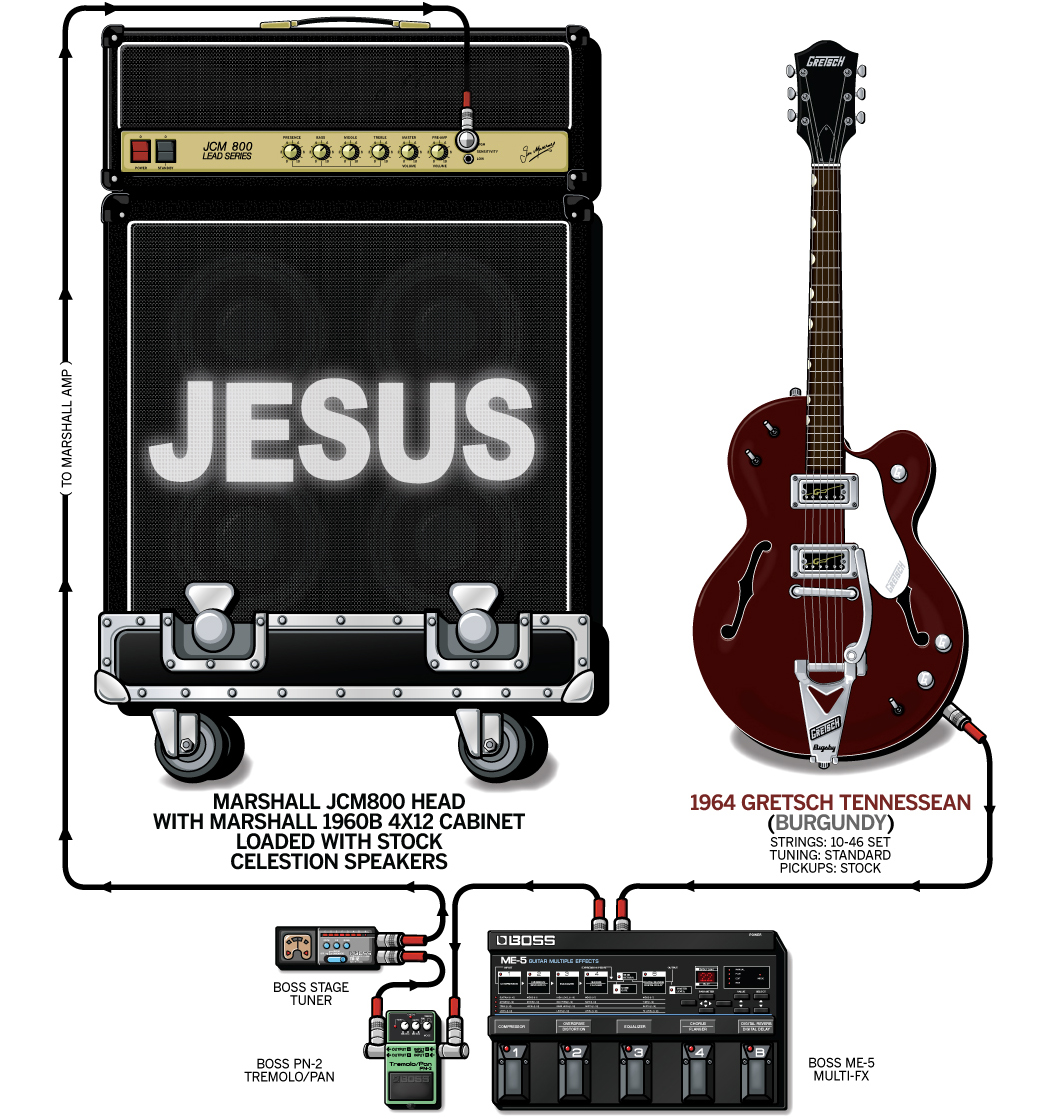 GRETSCH
JCM 800
LEAD SERIES
PRESENCE
BASS
MIDDLE
TREBLE
MASTER
VOLUME
PRE-AMP
VOLUME
HIGH
SENSITIVITY
LOW
POWER
STANDBY
JESUS
( TO MARSHALL AMP )
GRETSCH
GRETSCH
Bigsby
MARSHALL JCM800 HEAD
WITH MARSHALL 1960B 4X12 CABINET
LOADED WITH STOCK
CELESTION SPEAKERS
1964 GRETSCH TENNESSEAN
(BURGUNDY)
STRINGS: 10-46 SET
TUNING: STANDARD
PICKUPS: STOCK
BOSS STAGE
TUNER
BOSS PN-2
TREMOLO/PAN
Tremolo/Pan
PN-2
BOSS
BOSS
POWER
ME-5 GUITAR MULTIPLE EFFECTS
COMPRESSOR
OVERDRIVE
DISTORTION
EQUALIZER
CHORUS
FLANGER
DIGITAL REVERB
DIGITAL DELAY
1
2
3
4
B
BOSS ME-5
MULTI-FX